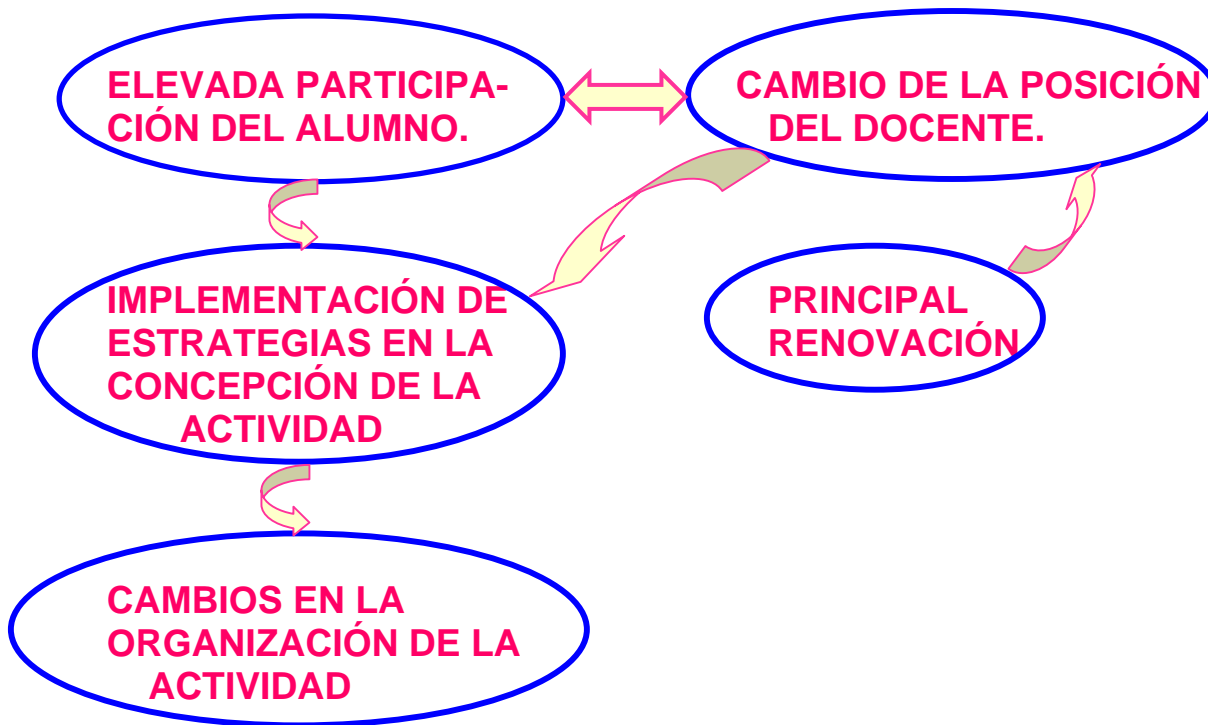 ELEVADA PARTICIPA-
CIÓN DEL ALUMNO.
CAMBIO DE LA POSICIÓN
DEL DOCENTE.
IMPLEMENTACIÓN DE
ESTRATEGIAS EN LA
CONCEPCIÓN DE LA
ACTIVIDAD
PRINCIPAL
RENOVACIÓN
CAMBIOS EN LA
ORGANIZACIÓN DE LA
ACTIVIDAD